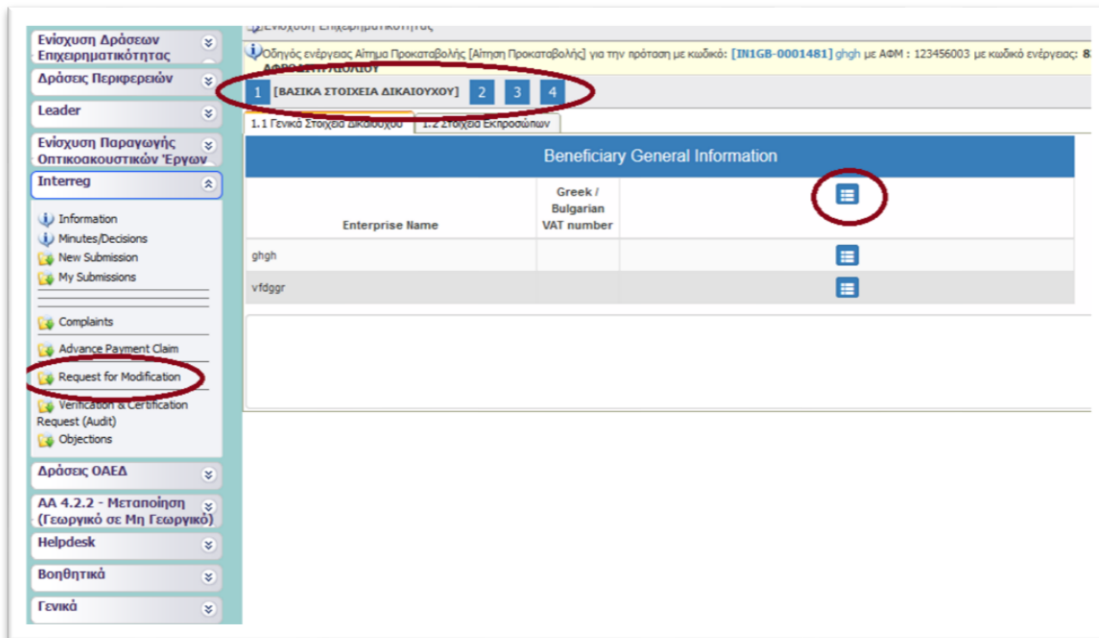 Ενίσχυση Δράσεων
Επιχειρηματικότητας
Δράσεις Περιφερειών
Leader
Ενίσχυση Παραγωγής
Οπτικοακουστικών Έργων
Interreg
Information
Minutes/Decisions
New Submission
My Submissions
Complaints
Advance Payment Claim
Request for Modification
Verification & Certification
Request (Audit)
Objections
Δράσεις ΟΑΕΔ
ΑΑ 4.2.2 - Μεταποίηση
(Γεωργικό σε Μη Γεωργικό)
Helpdesk
Βοηθητικά
Γενικά
Ενίσχυση Επιχειρηματικότητας
Οδηγός ενέργειας Αίτημα Προκαταβολής [Αίτηση Προκαταβολής] για την πρόταση με κωδικό: [IN1GB-0001481] ghgh με ΑΦΜ : 123456003 με κωδικό ενέργειας: 8
1 [ΒΑΣΙΚΑ ΣΤΟΙΧΕΙΑ ΔΙΚΑΙΟΥΧΟΥ] 2 3 4
1.1 Γενικά Στοιχεία Δικαιούχου 1.2 Στοιχεία Εκπροσώπων
Beneficiary General Information
Enterprise Name
Greek /
Bulgarian
VAT number
ghgh
vfdggr